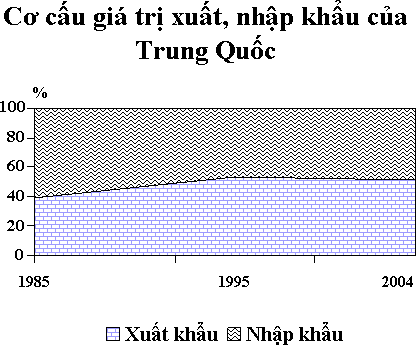 Cơ cấu giá trị xuất, nhập khẩu của
Trung Quốc
%
100
80
60
40
20
0
1985 1995 2004
Xuất khẩu Nhập khẩu